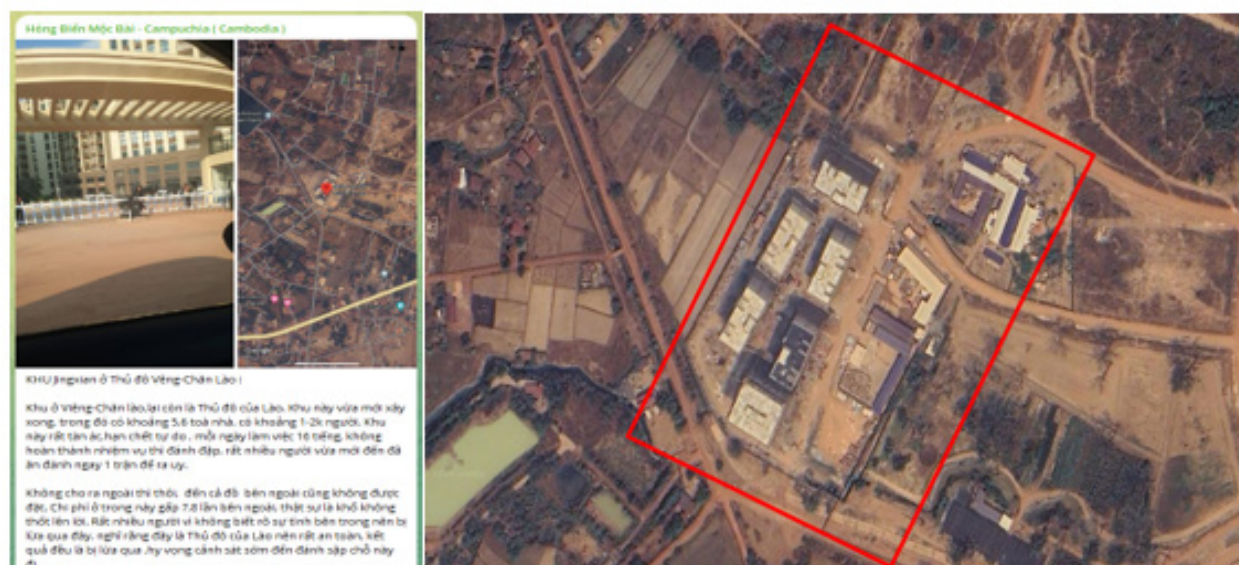 Hóng Biến Mộc Bài - Campuchia ( Cambodia )
KHU Jingxian ở Thủ đô Vêng-Chăn Lào :
Khu ở Viêng-Chăn lào,lại còn là Thủ đô của Lào. Khu này vừa mới xây
xong, trong đó có khoảng 5,6 toà nhà, có khoảng 1-2k người. Khu
này rất tàn ác,hạn chết tự do , mỗi ngày làm việc 16 tiếng, không
hoàn thành nhiệm vụ thì đánh đập, rất nhiều người vừa mới đến đã
ăn đánh ngay 1 trận để ra uy.
Không cho ra ngoài thì thôi, đến cả đồ bên ngoài cũng không được
đặt. Chi phí ở trong này gấp 7,8 lần bên ngoài, thật sự là khổ không
thốt lên lời. Rất nhiều người vì không biết rõ sự tình bên trong nên bị
lừa qua đây, nghĩ rằng đây là Thủ đô của Lào nên rất an toàn, kết
quả đều là bị lừa qua ,hy vọng cảnh sát sớm đến đánh sập chỗ này